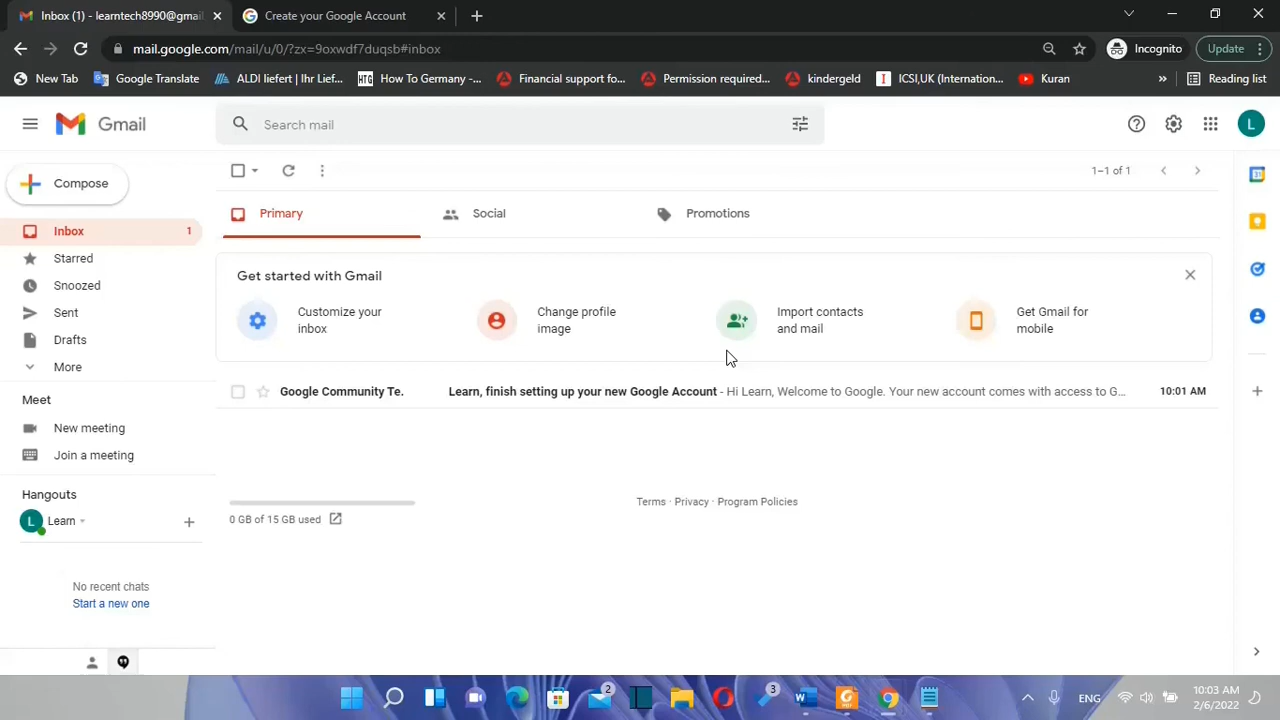 Inbox (1) - learntech8990@gmail
Create your Google Account
mail.google.com/mail/u/0/?zx=9oxwdf7duqsb#inbox
Incognito
Update
New Tab
Google Translate
ALDI liefert | Ihr Lief...
HTG
How To Germany -...
Financial support fo...
Permission required...
kindergeld
I
ICSI,UK (Internation...
Kuran
»
Reading list
Gmail
Search mail
L
Compose
1–1 of 1
31
Primary
Social
Promotions
Inbox
1
Starred
Snoozed
Sent
Drafts
More
Get started with Gmail
Customize your
inbox
Change profile
image
Import contacts
and mail
Get Gmail for
mobile
Google Community Te.
Learn, finish setting up your new Google Account - Hi Learn, Welcome to Google. Your new account comes with access to G...
10:01 AM
Meet
New meeting
Join a meeting
Hangouts
L
Learn
No recent chats
Start a new one
0 GB of 15 GB used
Terms · Privacy · Program Policies
2
3
W
ENG
10:03 AM
2/6/2022